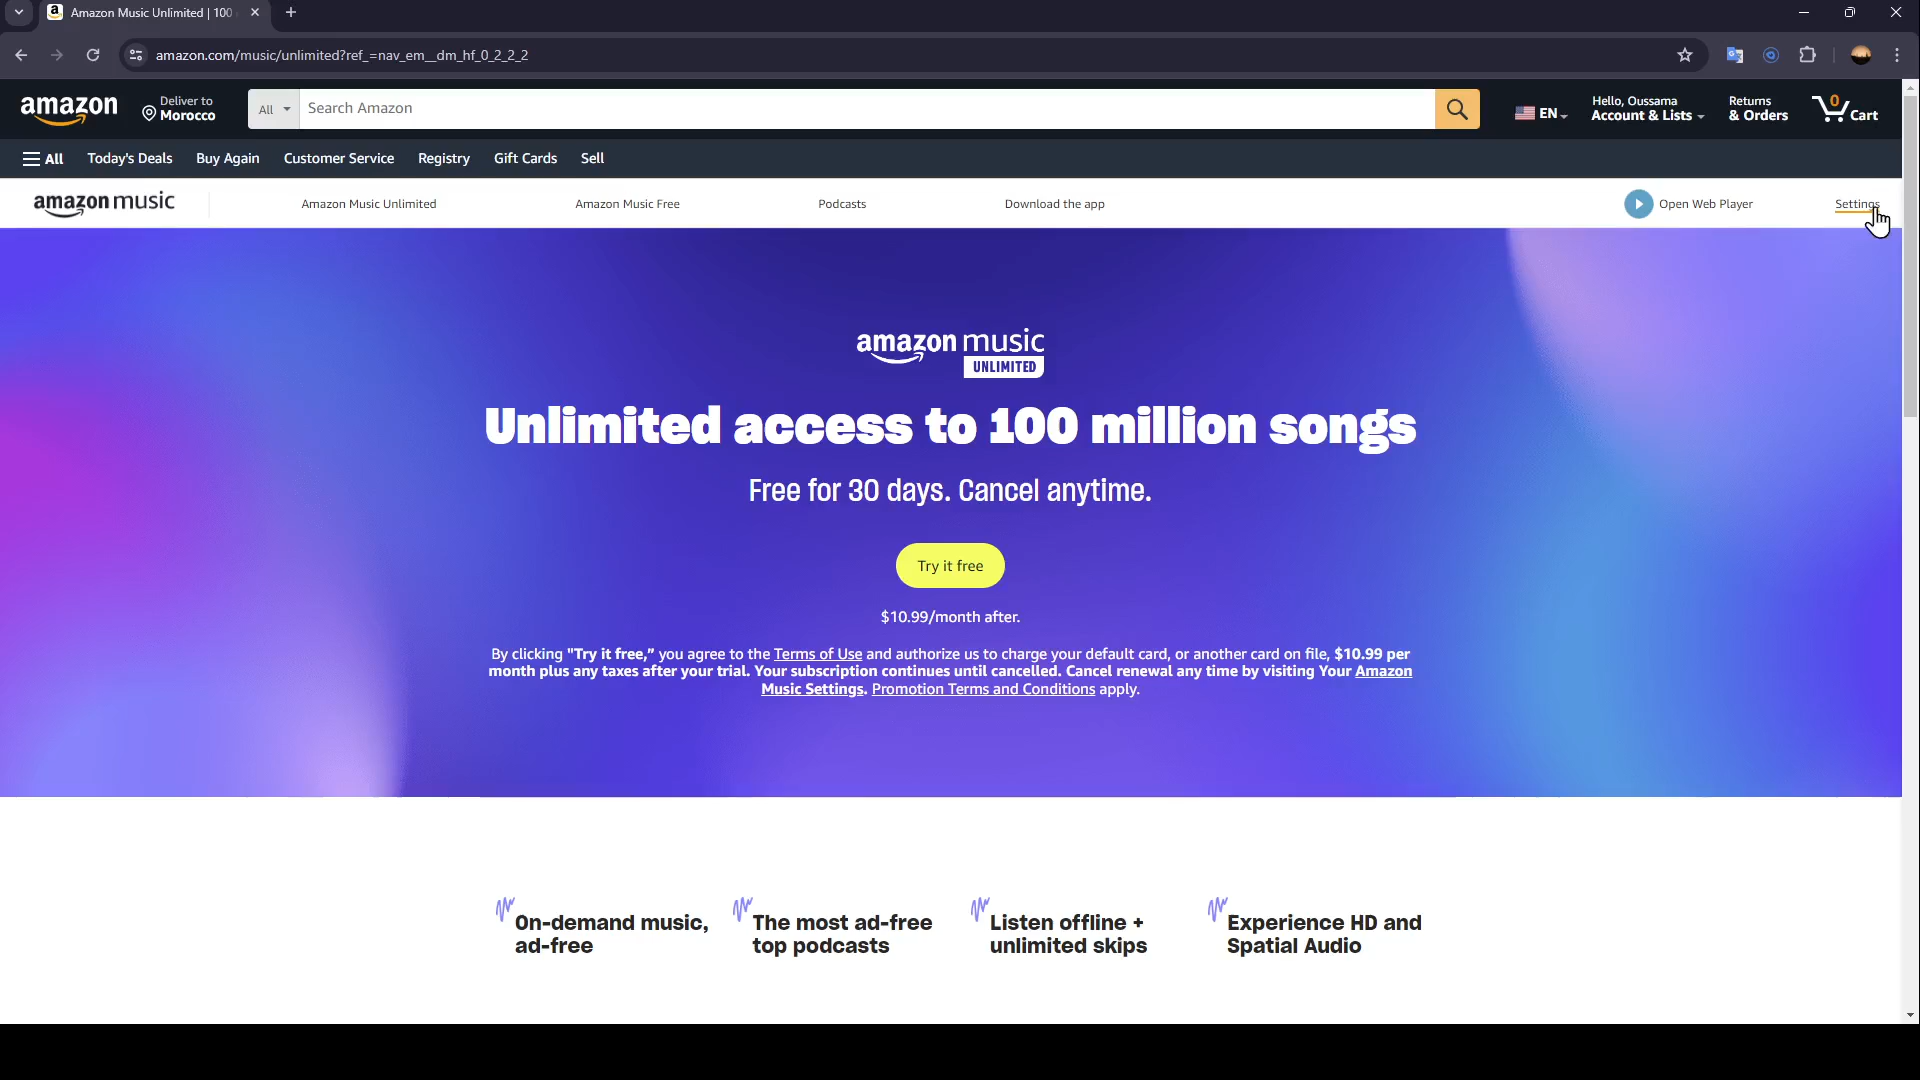 Amazon Music Unlimited | 100
amazon.com/music/unlimited?ref_=nav_em__dm_hf_0_2_2_2
amazon
Deliver to
Morocco
All
Search Amazon
EN
Hello, Oussama
Account & Lists
Returns
& Orders
0
Cart
All
Today's Deals
Buy Again
Customer Service
Registry
Gift Cards
Sell
amazon music
Amazon Music Unlimited
Amazon Music Free
Podcasts
Download the app
Open Web Player
Settings
amazon music
UNLIMITED
Unlimited access to 100 million songs
Free for 30 days. Cancel anytime.
Try it free
$10.99/month after.
By clicking "Try it free," you agree to the Terms of Use and authorize us to charge your default card, or another card on file, $10.99 per
month plus any taxes after your trial. Your subscription continues until cancelled. Cancel renewal any time by visiting Your Amazon
Music Settings. Promotion Terms and Conditions apply.
On-demand music,
ad-free
The most ad-free
top podcasts
Listen offline +
unlimited skips
Experience HD and
Spatial Audio